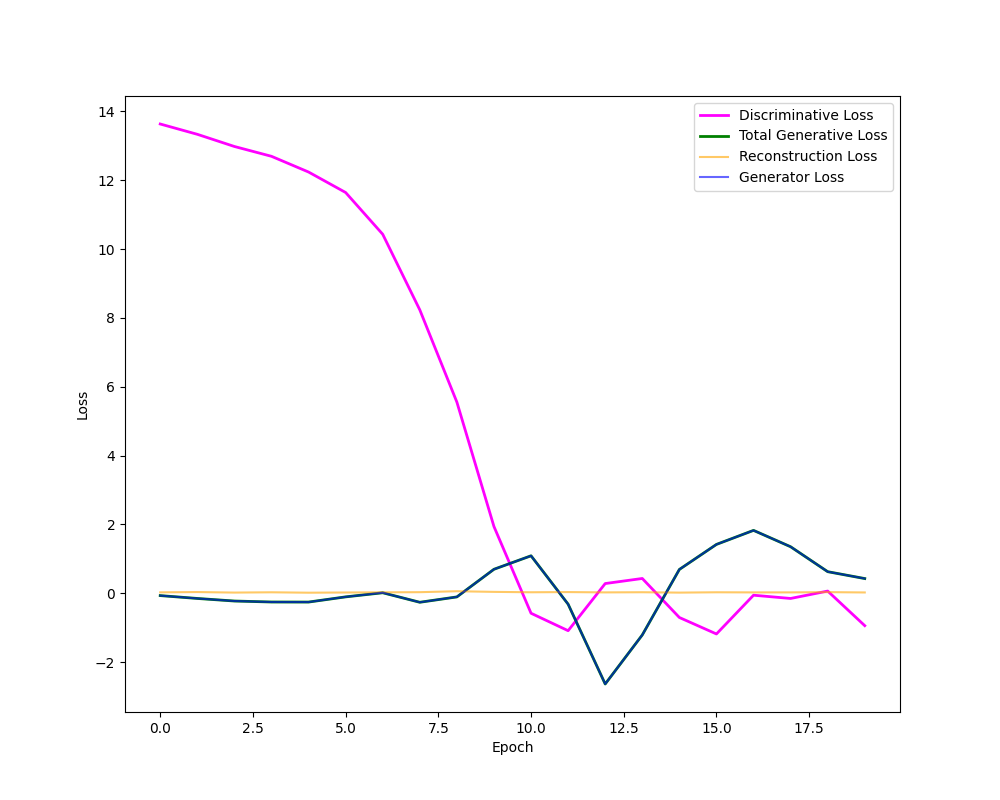 Discriminative Loss
Total Generative Loss
Reconstruction Loss
Generator Loss
14
12
10
8
6
4
2
0
−2
Loss
0.0 2.5 5.0 7.5 10.0 12.5 15.0 17.5
Epoch